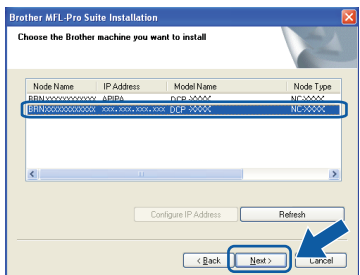 Brother MFL-Pro Suite Installation
Choose the Brother machine you want to install
Node Name IP Address Model Name Node Type
BRNXXXXXXXXXXXX APIPA DCP-XXXX NC-XXXX
BRNXXXXXXXXXXXX xxx.xxx.xxx.xxx DCP-XXXX NC-XXXX
Configure IP Address Refresh
< Back Next > Cancel